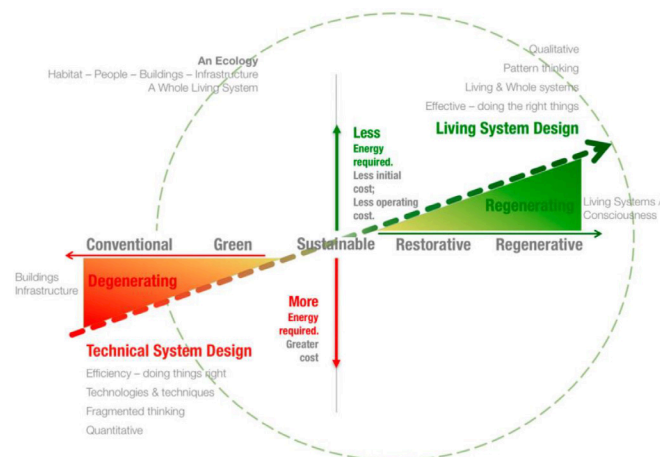 An Ecology
Habitat – People – Buildings – Infrastructure
A Whole Living System
Qualitative
Pattern thinking
Living & Whole systems
Effective – doing the right things
Living System Design
Less
Energy
required.
Less initial
cost;
Less operating
cost.
Regenerating
Living Systems /
Consciousness
Conventional
Green
Sustainable
Restorative
Regenerative
Buildings
Infrastructure
Degenerating
More
Energy
required.
Greater
cost
Technical System Design
Efficiency – doing things right
Technologies & techniques
Fragmented thinking
Quantitative